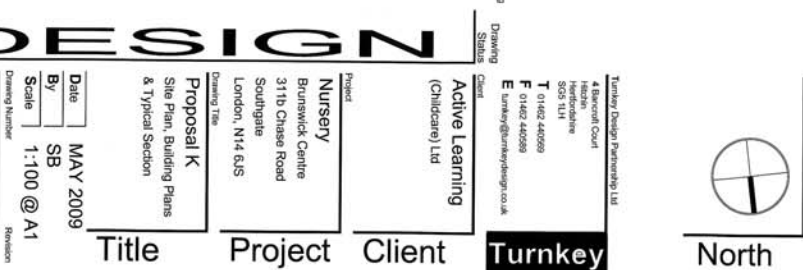 DESIGN
Drawing
Status
North
Turnkey
Turnkey Design Partnership Ltd
4 Bancroft Court
Hitchin
Hertfordshire
SG5 1LH
T 01462 440569
F 01462 440589
E turnkey@turnkeydesign.co.uk
Client
Client
Active Learning
(Childcare) Ltd
Project
Project
Nursery
Brunswick Centre
311b Chase Road
Southgate
London, N14 6JS
Title
Drawing Title
Proposal K
Site Plan, Building Plans
& Typical Section
Date MAY 2009
By SB
Scale 1:100 @ A1
Drawing Number Revision